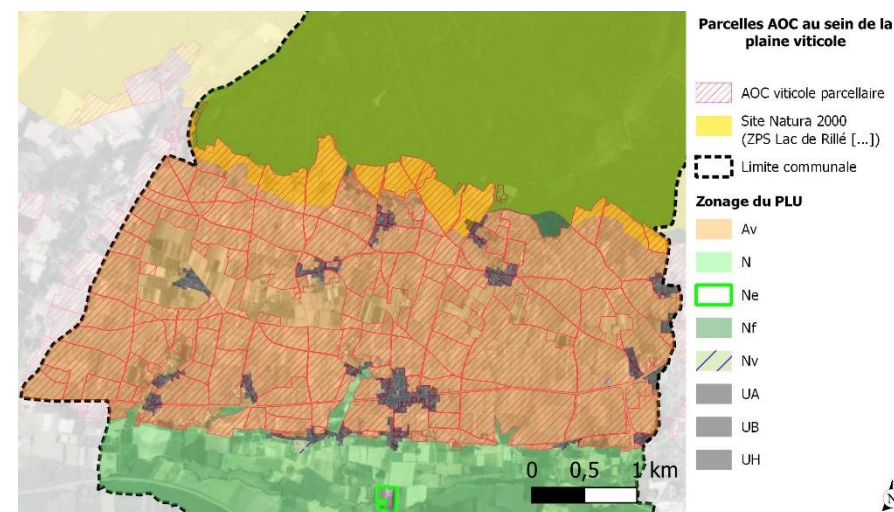 Parcelles AOC au sein de la
plaine viticole
AOC viticole parcellaire
Site Natura 2000
(ZPS Lac de Rillé [...])
Limite communale
Zonage du PLU
Av
N
Ne
Nf
Nv
UA
UB
UH
0 0,5 1 km
N